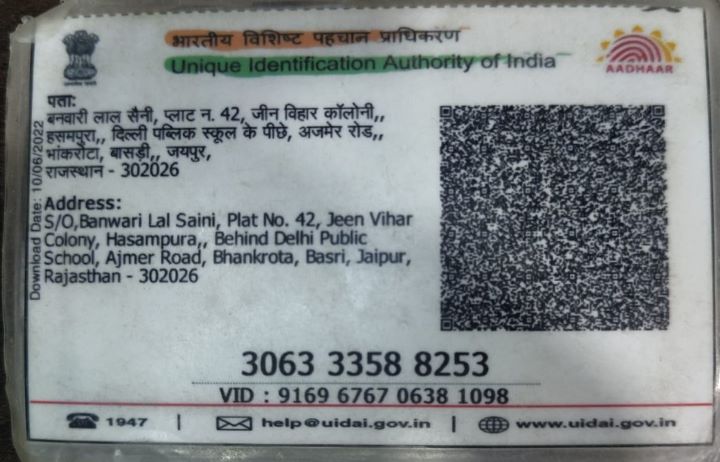 भारतीय विशिष्ट पहचान प्राधिकरण
Unique Identification Authority of India
AADHAAR
पता:
बनवारी लाल सैनी, प्लाट न. 42, जीन विहार कॉलोनी,,
हसमपुरा,, दिल्ली पब्लिक स्कूल के पीछे, अजमेर रोड,,
भांकरोटा, बासड़ी,, जयपुर,
राजस्थान - 302026
Address:
S/O,Banwari Lal Saini, Plat No. 42, Jeen Vihar
Colony, Hasampura,, Behind Delhi Public
School, Ajmer Road, Bhankrota, Basri, Jaipur,
Rajasthan - 302026
Download Date: 10/06/2022
3063 3358 8253
VID : 9169 6767 0638 1098
1947 | help@uidai.gov.in | www.uidai.gov.in